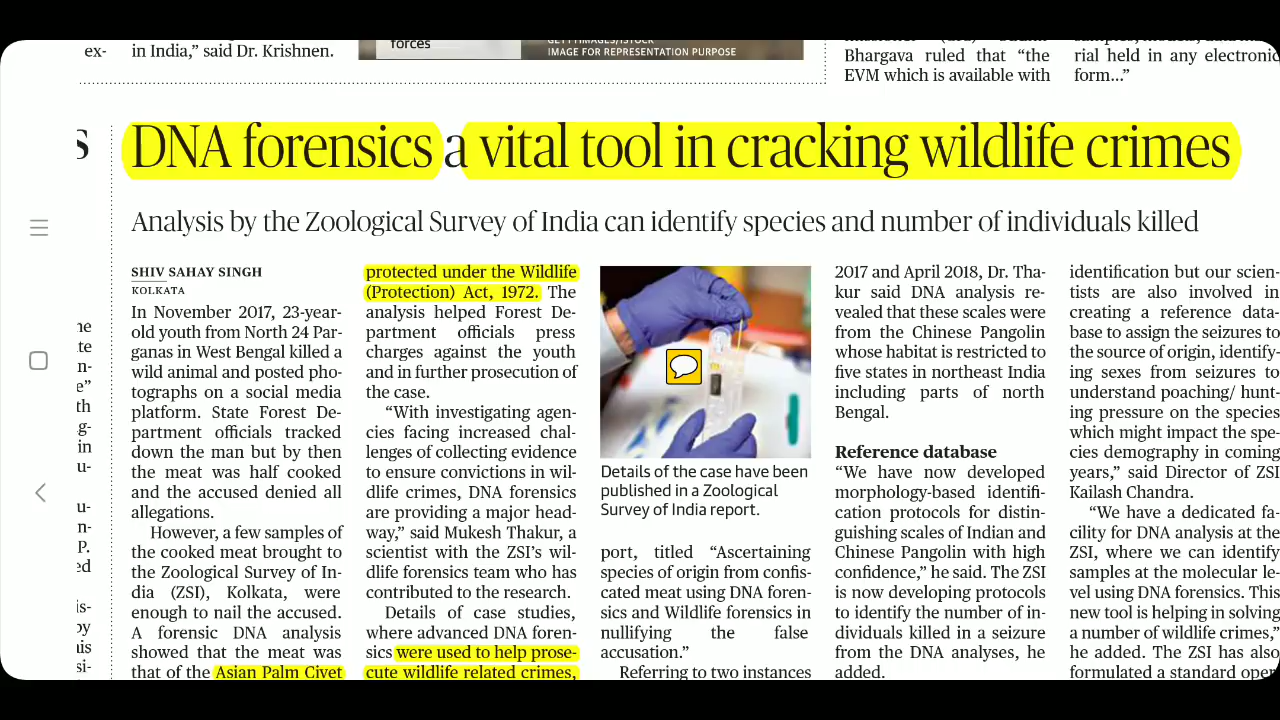 ex-
in India,” said Dr. Krishnen.
forces
IMAGE FOR REPRESENTATION PURPOSE
Bhargava ruled that “the
EVM which is available with
rial held in any electronic
form...”
s
DNA forensics a vital tool in cracking wildlife crimes
Analysis by the Zoological Survey of India can identify species and number of individuals killed
he
te
n-
e”
th
g-
in
u-
u-
n-
P.
ed
is-
by
us
si-
SHIV SAHAY SINGH
KOLKATA
In November 2017, 23-year-
old youth from North 24 Par-
ganas in West Bengal killed a
wild animal and posted pho-
tographs on a social media
platform. State Forest De-
partment officials tracked
down the man but by then
the meat was half cooked
and the accused denied all
allegations.
However, a few samples of
the cooked meat brought to
the Zoological Survey of In-
dia (ZSI), Kolkata, were
enough to nail the accused.
A forensic DNA analysis
showed that the meat was
that of the Asian Palm Civet
protected under the Wildlife
(Protection) Act, 1972. The
analysis helped Forest De-
partment officials press
charges against the youth
and in further prosecution of
the case.
“With investigating agen-
cies facing increased chal-
lenges of collecting evidence
to ensure convictions in wil-
dlife crimes, DNA forensics
are providing a major head-
way,” said Mukesh Thakur, a
scientist with the ZSI’s wil-
dlife forensics team who has
contributed to the research.
Details of case studies,
where advanced DNA foren-
sics were used to help prose-
cute wildlife related crimes,
Details of the case have been
published in a Zoological
Survey of India report.
port, titled “Ascertaining
species of origin from confis-
cated meat using DNA foren-
sics and Wildlife forensics in
nullifying the false
accusation.”
Referring to two instances
2017 and April 2018, Dr. Tha-
kur said DNA analysis re-
vealed that these scales were
from the Chinese Pangolin
whose habitat is restricted to
five states in northeast India
including parts of north
Bengal.
Reference database
“We have now developed
morphology-based identifi-
cation protocols for distin-
guishing scales of Indian and
Chinese Pangolin with high
confidence,” he said. The ZSI
is now developing protocols
to identify the number of in-
dividuals killed in a seizure
from the DNA analyses, he
added.
identification but our scien-
tists are also involved in
creating a reference data-
base to assign the seizures to
the source of origin, identify-
ing sexes from seizures to
understand poaching/ hunt-
ing pressure on the species
which might impact the spe-
cies demography in coming
years,” said Director of ZSI
Kailash Chandra.
“We have a dedicated fa-
cility for DNA analysis at the
ZSI, where we can identify
samples at the molecular le-
vel using DNA forensics. This
new tool is helping in solving
a number of wildlife crimes,”
he added. The ZSI has also
formulated a standard oper-